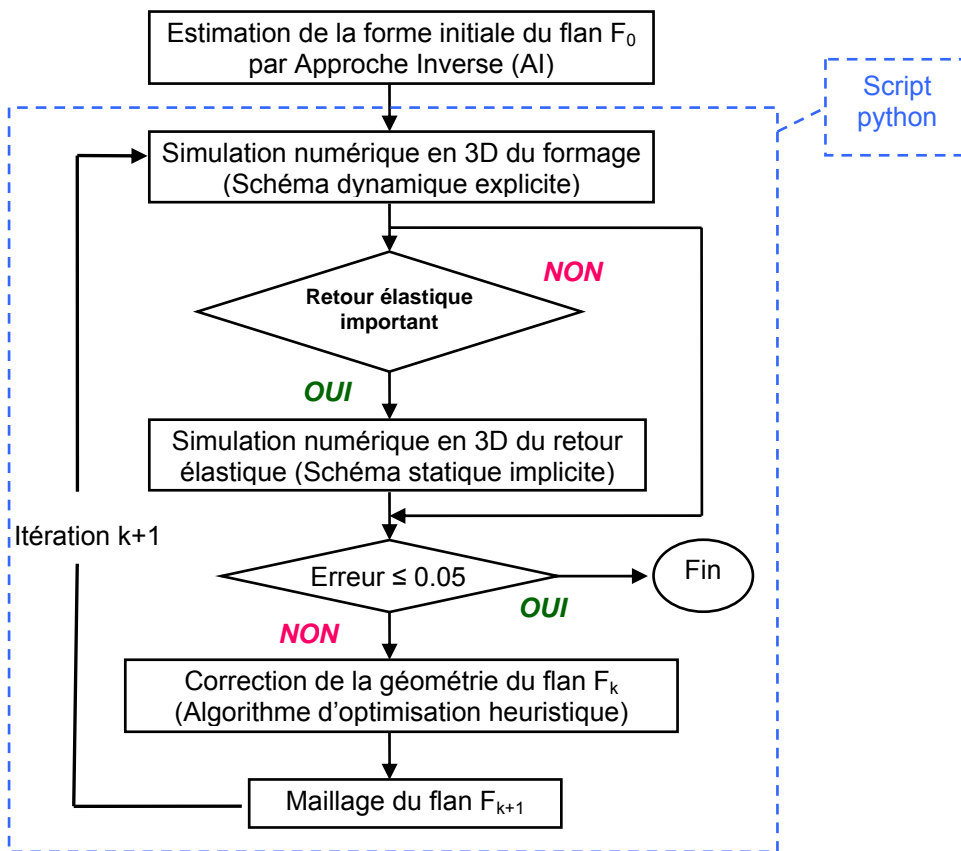 Estimation de la forme initiale du flan F₀
par Approche Inverse (AI)
Script
python
Simulation numérique en 3D du formage
(Schéma dynamique explicite)
NON
Retour élastique
important
OUI
Simulation numérique en 3D du retour
élastique (Schéma statique implicite)
Itération k+1
Erreur ≤ 0.05
Fin
OUI
NON
Correction de la géométrie du flan Fₖ
(Algorithme d'optimisation heuristique)
Maillage du flan Fₖ₊₁